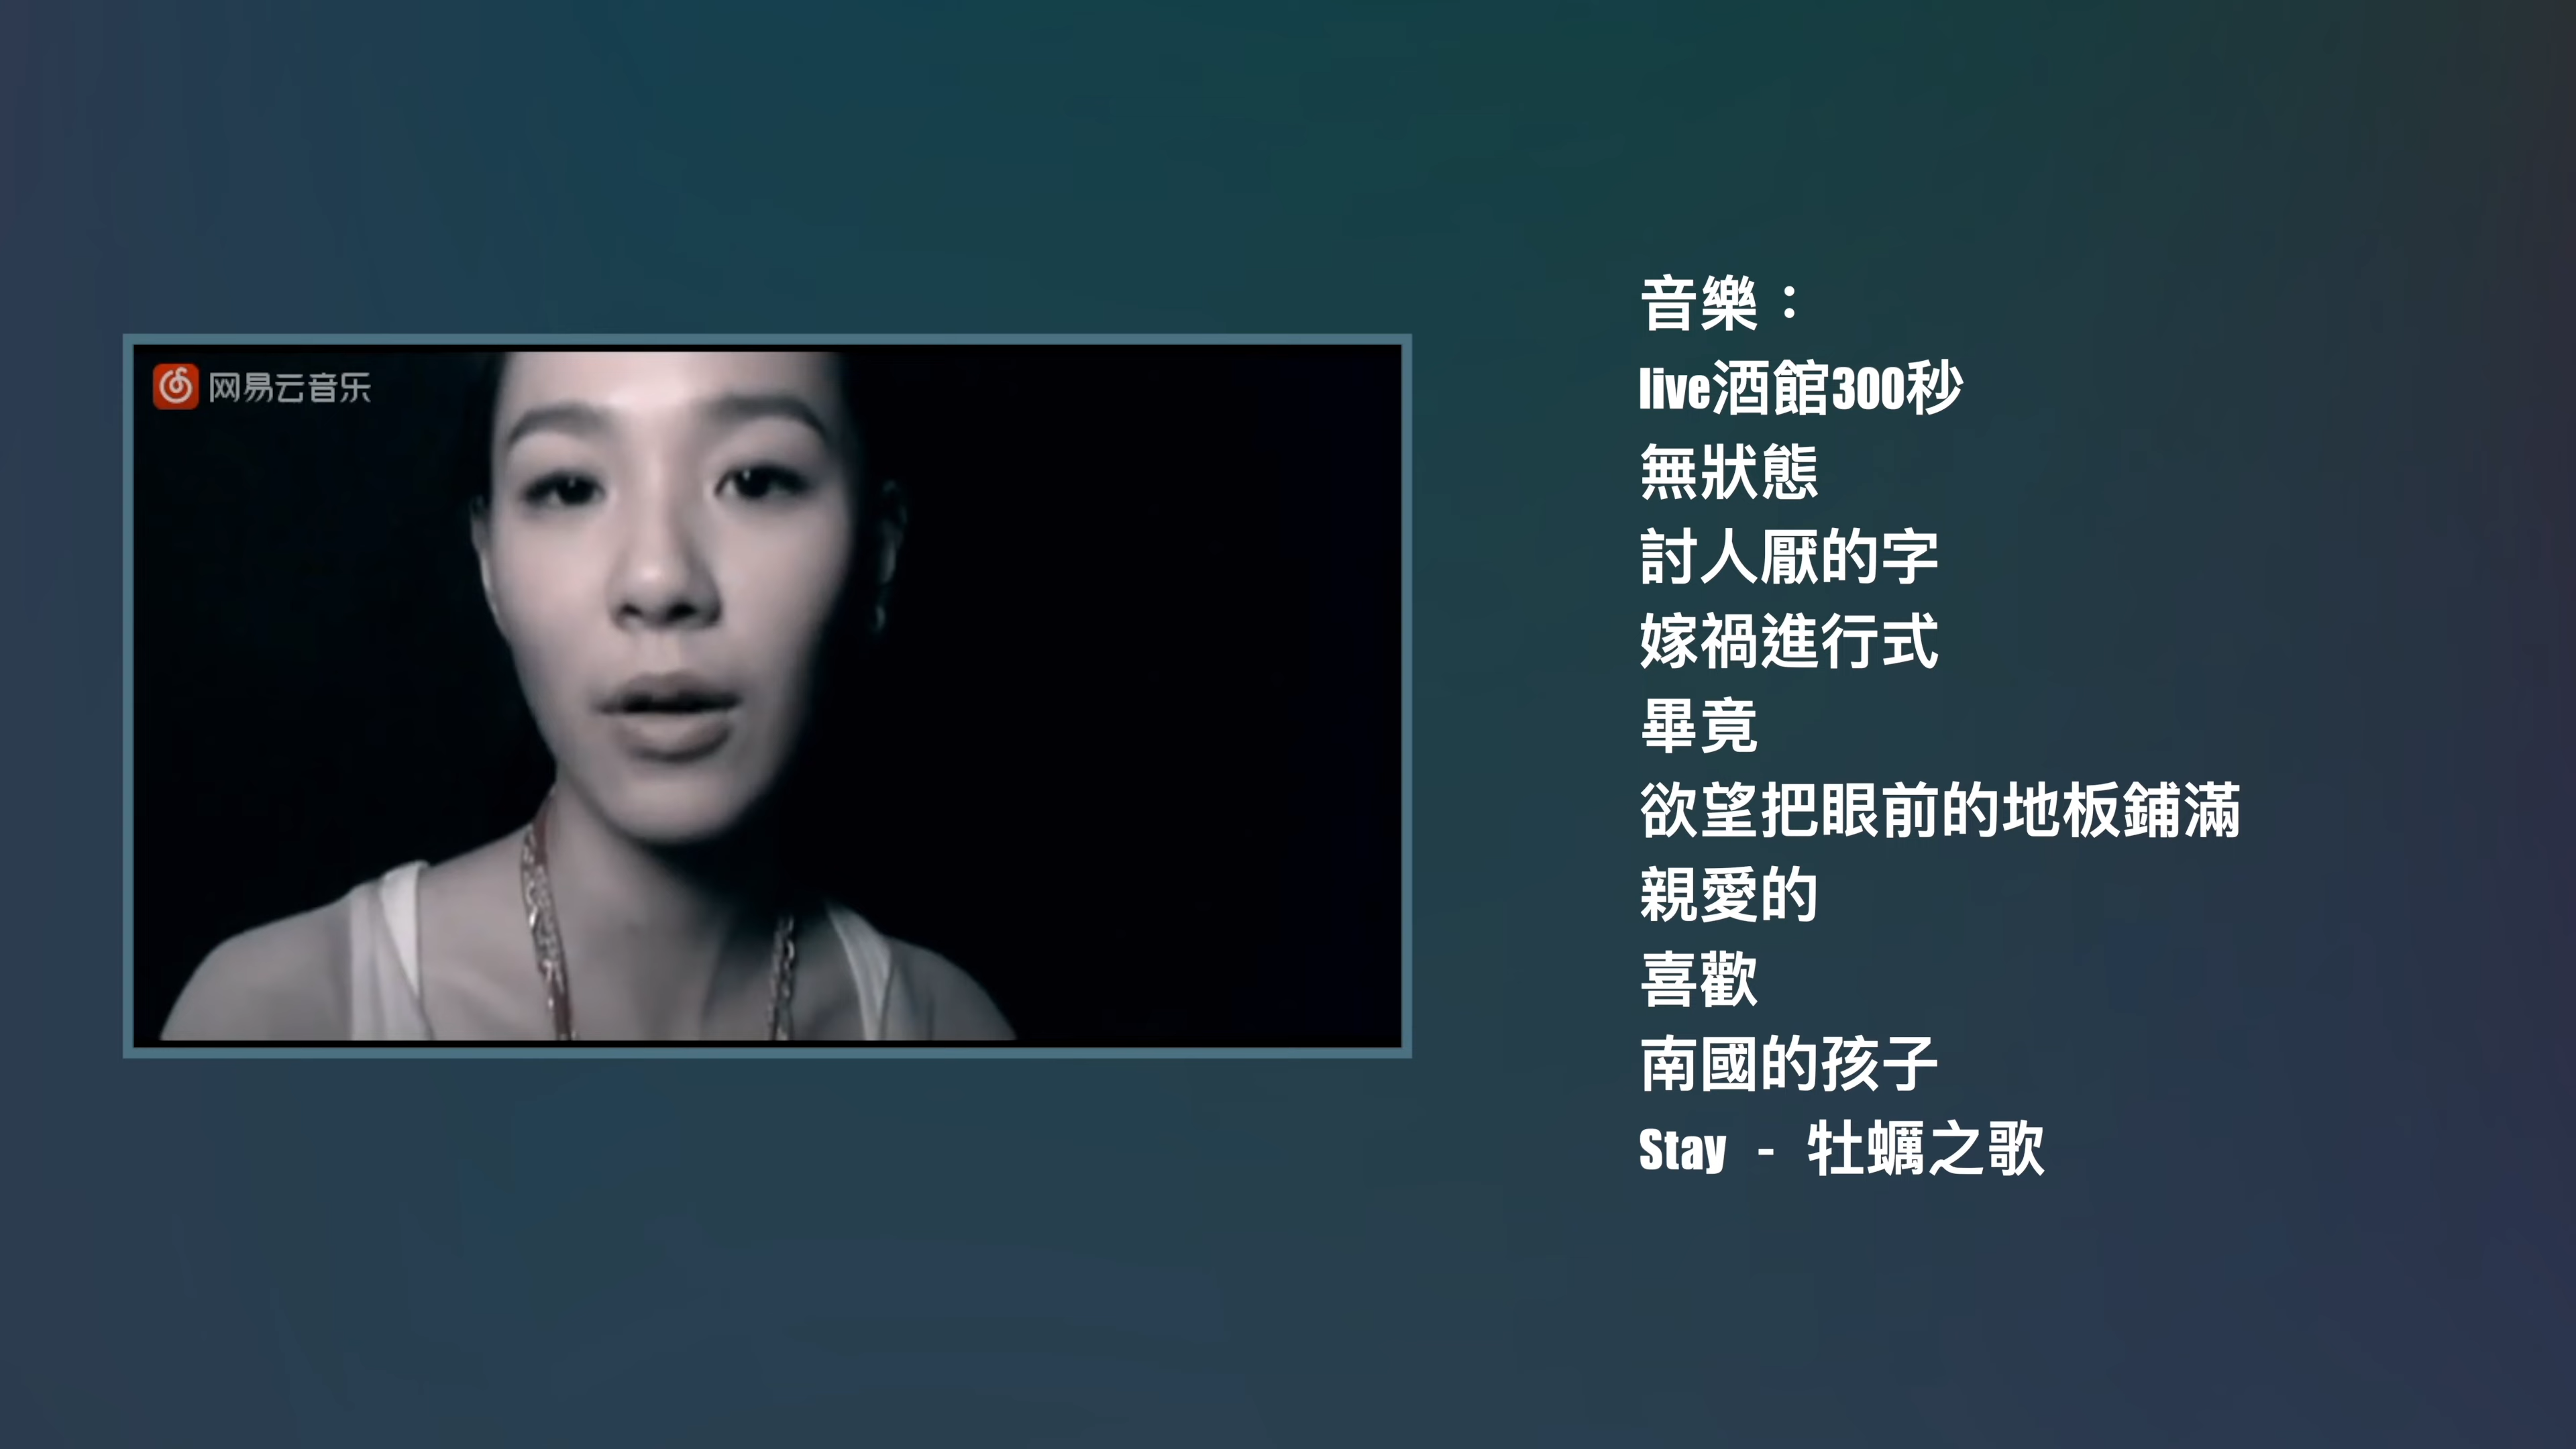 网易云音乐
音樂：
live酒館300秒
無狀態
討人厭的字
嫁禍進行式
畢竟
欲望把眼前的地板鋪滿
親愛的
喜歡
南國的孩子
Stay - 牡蠣之歌